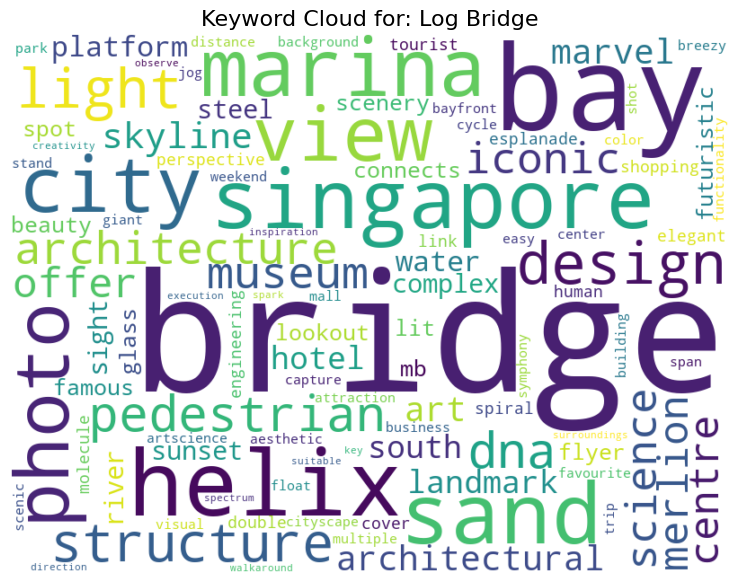 Keyword Cloud for: Log Bridge
park
platform
distance
background
tourist
marvel
breezy
observe
jog
light
marina
bay
steel
scenery
bayfront
shot
spot
skyline
view
cycle
esplanade
color
futuristic
functionality
creativity
perspective
connects
iconic
shopping
stand
weekend
city
singapore
beauty
giant
inspiration
link
easy
center
elegant
architecture
museum
water
design
offer
execution
spark
mall
complex
human
bridge
photo
sight
glass
engineering
lookout
lit
symphony
building
hotel
mb
span
famous
capture
attraction
pedestrian
art
spiral
molecule
artscience
aesthetic
business
surroundings
sunset
key
south
dna
flyer
science
merlion
centre
scenic
river
helix
suitable
spectrum
float
landmark
favourite
sand
trip
visual
double
cityscape
cover
structure
multiple
architectural
direction
walkaround